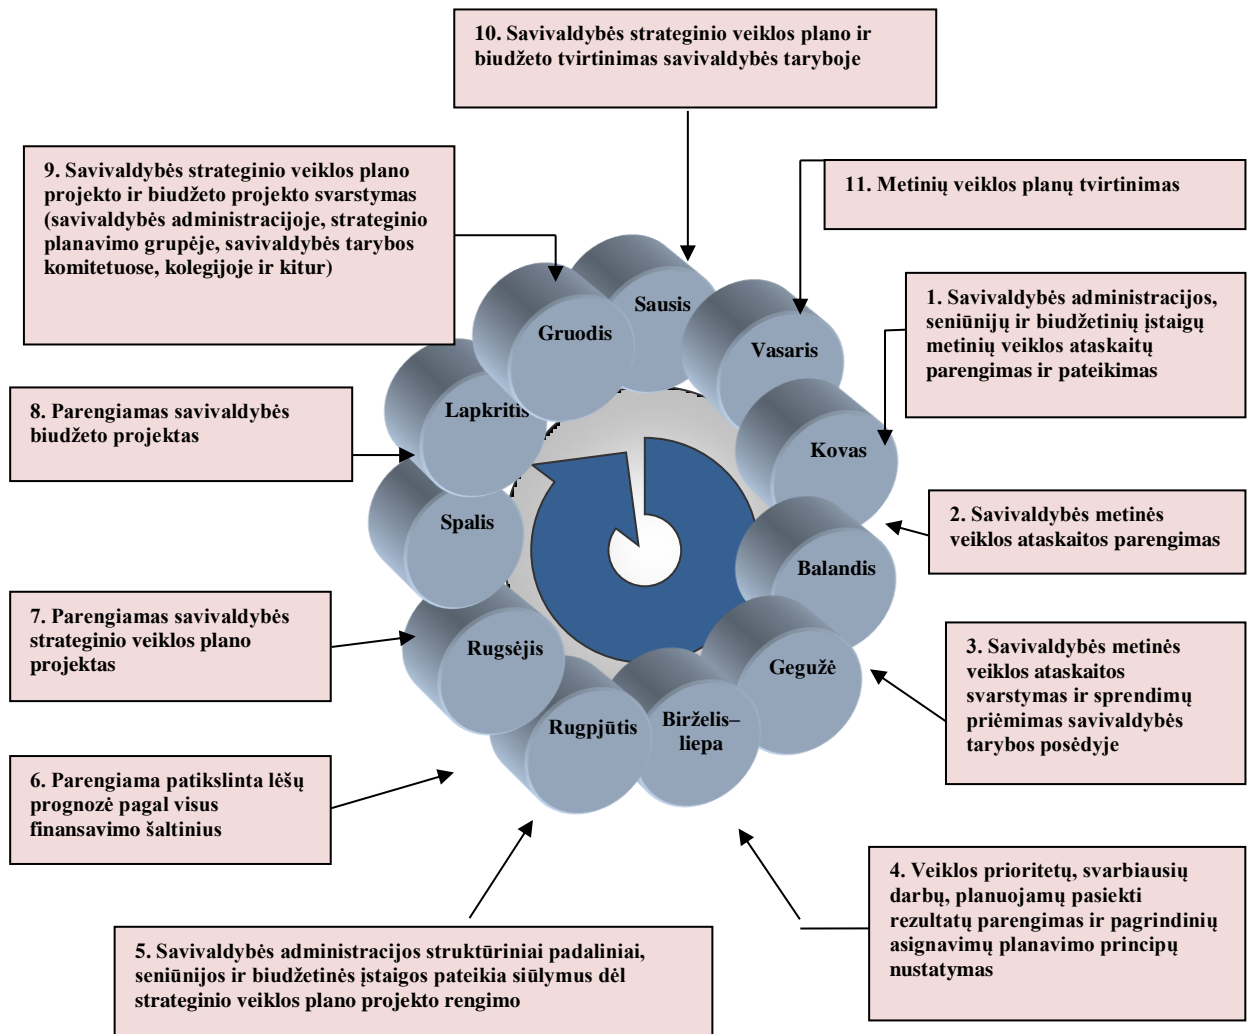 10. Savivaldybės strateginio veiklos plano ir
biudžeto tvirtinimas savivaldybės taryboje
9. Savivaldybės strateginio veiklos plano
projekto ir biudžeto projekto svarstymas
(savivaldybės administracijoje, strateginio
planavimo grupėje, savivaldybės tarybos
komitetuose, kolegijoje ir kitur)
11. Metinių veiklos planų tvirtinimas
1. Savivaldybės administracijos,
seniūnijų ir biudžetinių įstaigų
metinių veiklos ataskaitų
parengimas ir pateikimas
Sausis
Gruodis
Vasaris
8. Parengiamas savivaldybės
biudžeto projektas
Lapkritis
Kovas
2. Savivaldybės metinės
veiklos ataskaitos parengimas
Spalis
Balandis
7. Parengiamas savivaldybės
strateginio veiklos plano
projektas
Rugsėjis
Gegužė
3. Savivaldybės metinės
veiklos ataskaitos
svarstymas ir sprendimų
priėmimas savivaldybės
tarybos posėdyje
Rugpjūtis
Birželis–
liepa
6. Parengiama patikslinta lėšų
prognozė pagal visus
finansavimo šaltinius
4. Veiklos prioritetų, svarbiausių
darbų, planuojamų pasiekti
rezultatų parengimas ir pagrindinių
asignavimų planavimo principų
nustatymas
5. Savivaldybės administracijos struktūriniai padaliniai,
seniūnijos ir biudžetinės įstaigos pateikia siūlymus dėl
strateginio veiklos plano projekto rengimo